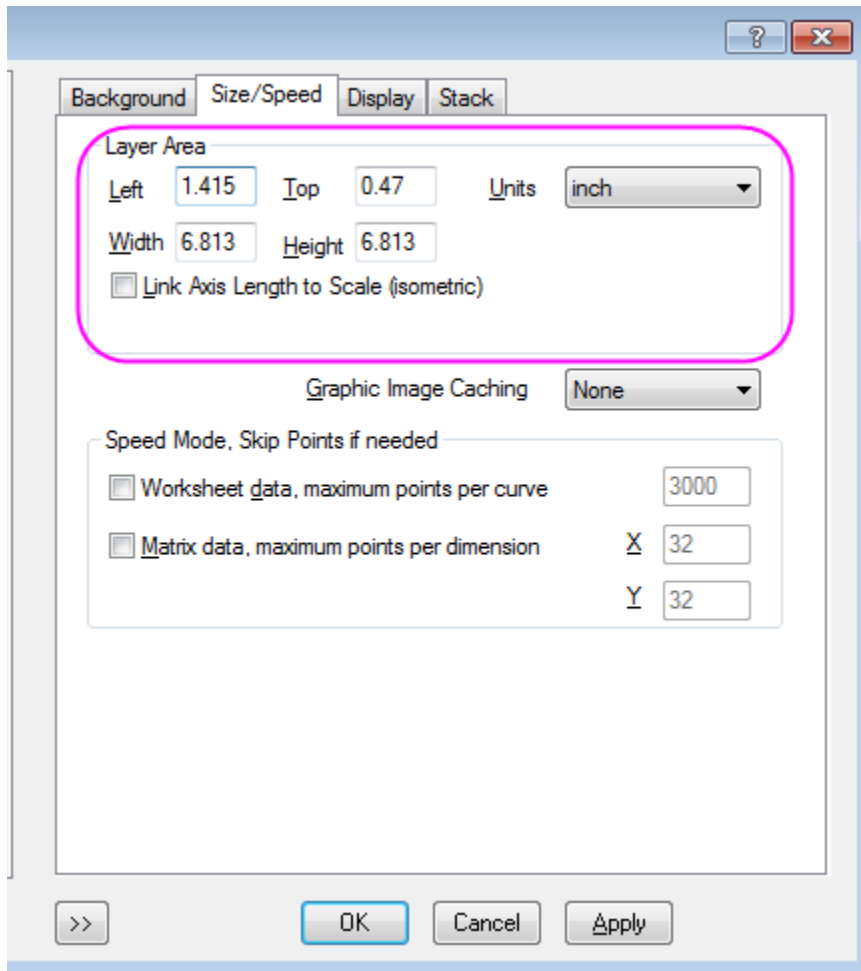 ?
Background Size/Speed Display Stack
Layer Area
Left 1.415 Top 0.47 Units inch
Width 6.813 Height 6.813
Link Axis Length to Scale (isometric)
Graphic Image Caching None
Speed Mode, Skip Points if needed
Worksheet data, maximum points per curve 3000
Matrix data, maximum points per dimension X 32
Y 32
>> OK Cancel Apply